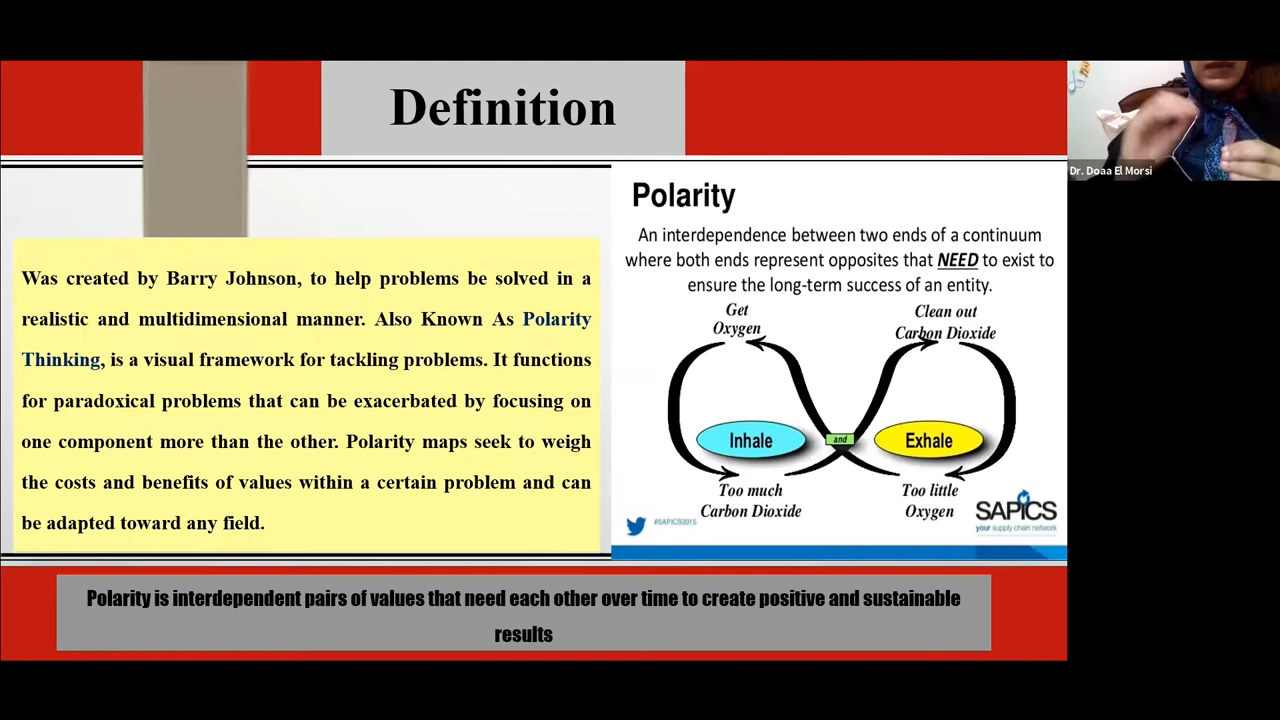 Definition
Dr. Doaa El Morsi
Was created by Barry Johnson, to help problems be solved in a
realistic and multidimensional manner. Also Known As Polarity
Thinking, is a visual framework for tackling problems. It functions
for paradoxical problems that can be exacerbated by focusing on
one component more than the other. Polarity maps seek to weigh
the costs and benefits of values within a certain problem and can
be adapted toward any field.
Polarity
An interdependence between two ends of a continuum
where both ends represent opposites that NEED to exist to
ensure the long-term success of an entity.
Get
Oxygen
Clean out
Carbon Dioxide
Inhale
and
Exhale
Too much
Carbon Dioxide
Too little
Oxygen
#SAPICS2015
SAPICS
your supply chain network
Polarity is interdependent pairs of values that need each other over time to create positive and sustainable
results